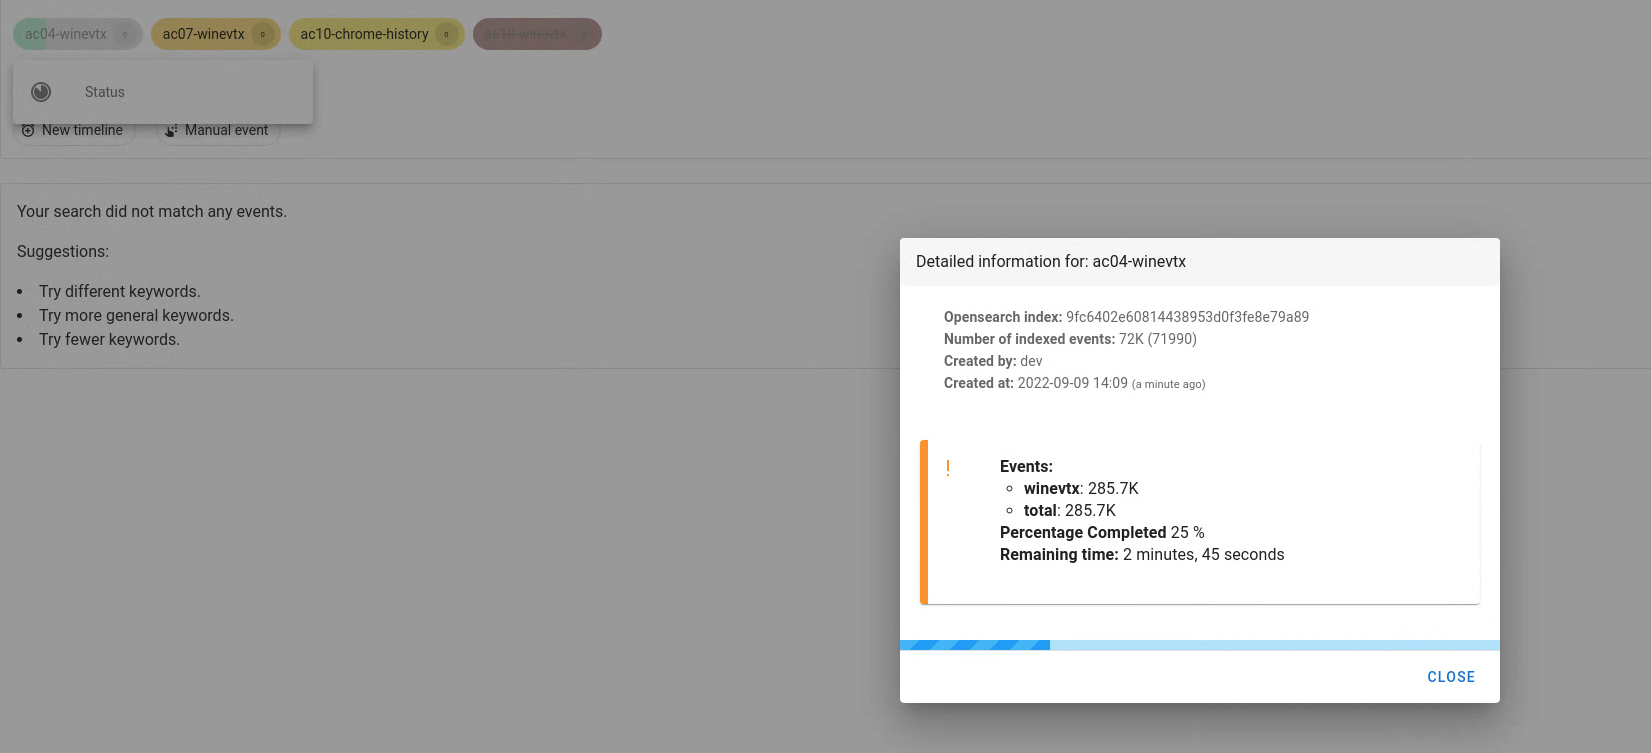 ac04-winevtx 0
ac07-winevtx 0
ac10-chrome-history 0
ac10-winevtx
Status
New timeline
Manual event
Your search did not match any events.
Suggestions:
Try different keywords.
Try more general keywords.
Try fewer keywords.
Detailed information for: ac04-winevtx
Opensearch index: 9fc6402e60814438953d0f3fe8e79a89
Number of indexed events: 72K (71990)
Created by: dev
Created at: 2022-09-09 14:09 (a minute ago)
!
Events:
winevtx: 285.7K
total: 285.7K
Percentage Completed 25 %
Remaining time: 2 minutes, 45 seconds
CLOSE